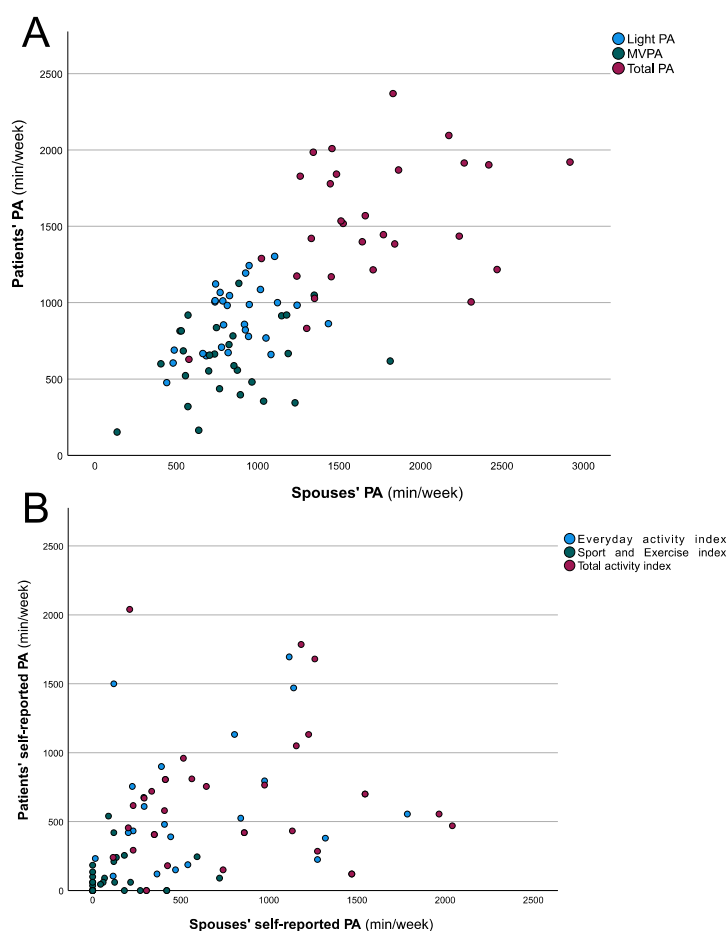 A
Light PA
MVPA
Total PA
2500
2000
1500
1000
500
0
Patients' PA (min/week)
0 500 1000 1500 2000 2500 3000
Spouses' PA (min/week)
B
Everyday activity index
Sport and Exercise index
Total activity index
2500
2000
1500
1000
500
0
Patients' self-reported PA (min/week)
0 500 1000 1500 2000 2500
Spouses' self-reported PA (min/week)